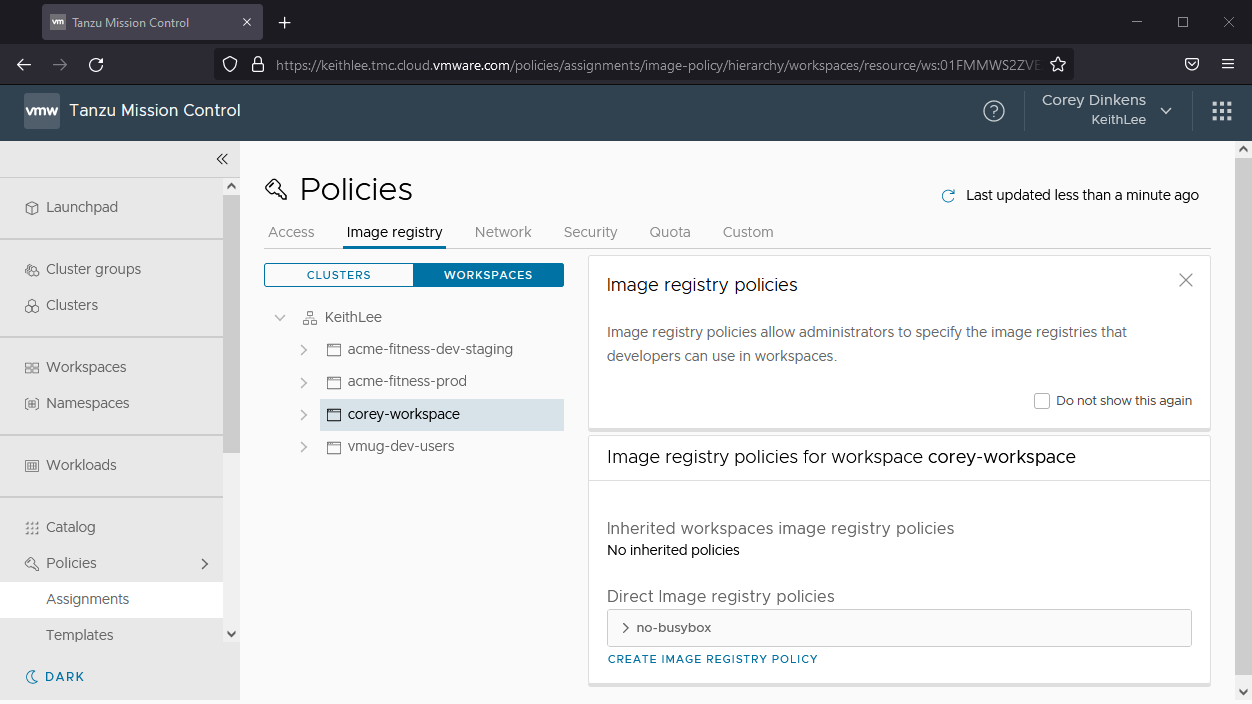 vm Tanzu Mission Control
https://keithlee.tmc.cloud.vmware.com/policies/assignments/image-policy/hierarchy/workspaces/resource/ws:01FMMWS2ZVE
vmw Tanzu Mission Control
Corey Dinkens
KeithLee
Launchpad
Cluster groups
Clusters
Workspaces
Namespaces
Workloads
Catalog
Policies
Assignments
Templates
DARK
Policies
Last updated less than a minute ago
Access Image registry Network Security Quota Custom
CLUSTERS WORKSPACES
KeithLee
acme-fitness-dev-staging
acme-fitness-prod
corey-workspace
vmug-dev-users
Image registry policies
Image registry policies allow administrators to specify the image registries that
developers can use in workspaces.
Do not show this again
Image registry policies for workspace corey-workspace
Inherited workspaces image registry policies
No inherited policies
Direct Image registry policies
no-busybox
CREATE IMAGE REGISTRY POLICY